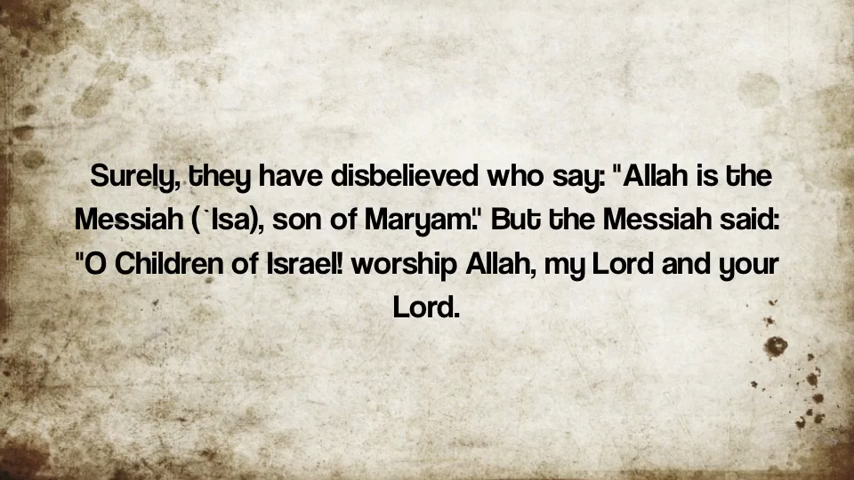 Surely, they have disbelieved who say: "Allah is the
Messiah (`Isa), son of Maryam." But the Messiah said:
"O Children of Israel! worship Allah, my Lord and your
Lord.